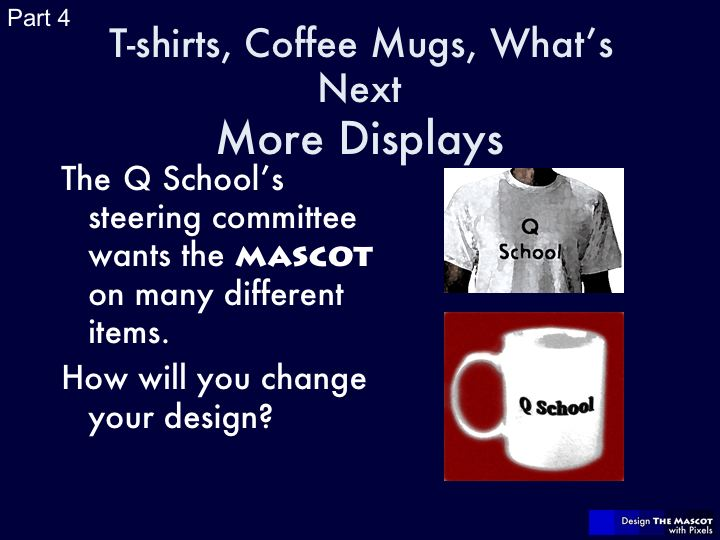 Part 4
T-shirts, Coffee Mugs, What’s
Next
More Displays
The Q School’s
steering committee
wants the MASCOT
on many different
items.
How will you change
your design?
Q
School
Q School
Design THE MASCOT
with Pixels